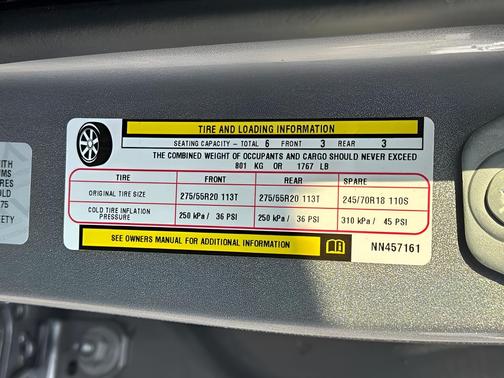 TIRE AND LOADING INFORMATION
SEATING CAPACITY – TOTAL 6 FRONT 3 REAR 3
THE COMBINED WEIGHT OF OCCUPANTS AND CARGO SHOULD NEVER EXCEED
801 KG OR 1767 LB
TIRE FRONT REAR SPARE
ORIGINAL TIRE SIZE 275/55R20 113T 275/55R20 113T 245/70R18 110S
COLD TIRE INFLATION PRESSURE 250 kPa / 36 PSI 250 kPa / 36 PSI 310 kPa / 45 PSI
SEE OWNERS MANUAL FOR ADDITIONAL INFORMATION
NN457161
WITH
75